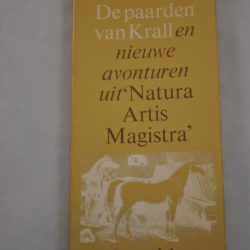 De paarden
van Krall en
nieuwe
avonturen
uit 'Natura
Artis
Magistra'